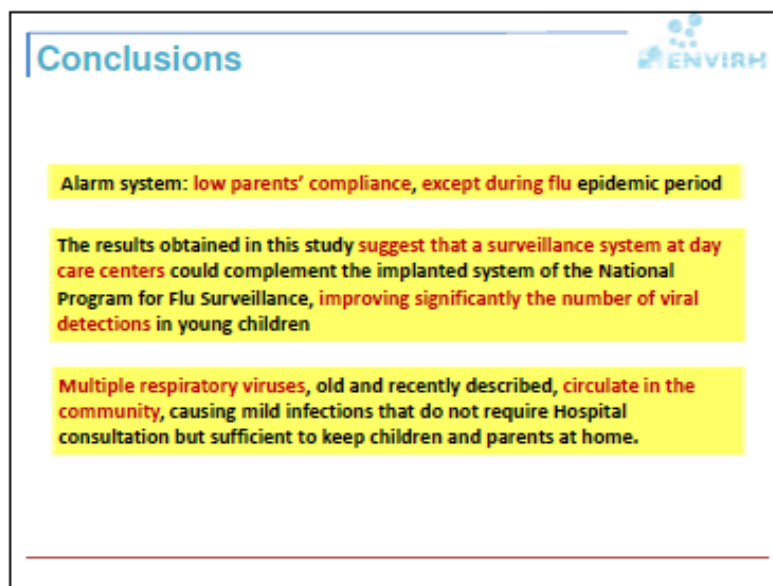 Conclusions
ENVIRH
Alarm system: low parents' compliance, except during flu epidemic period
The results obtained in this study suggest that a surveillance system at day
care centers could complement the implanted system of the National
Program for Flu Surveillance, improving significantly the number of viral
detections in young children
Multiple respiratory viruses, old and recently described, circulate in the
community, causing mild infections that do not require Hospital
consultation but sufficient to keep children and parents at home.